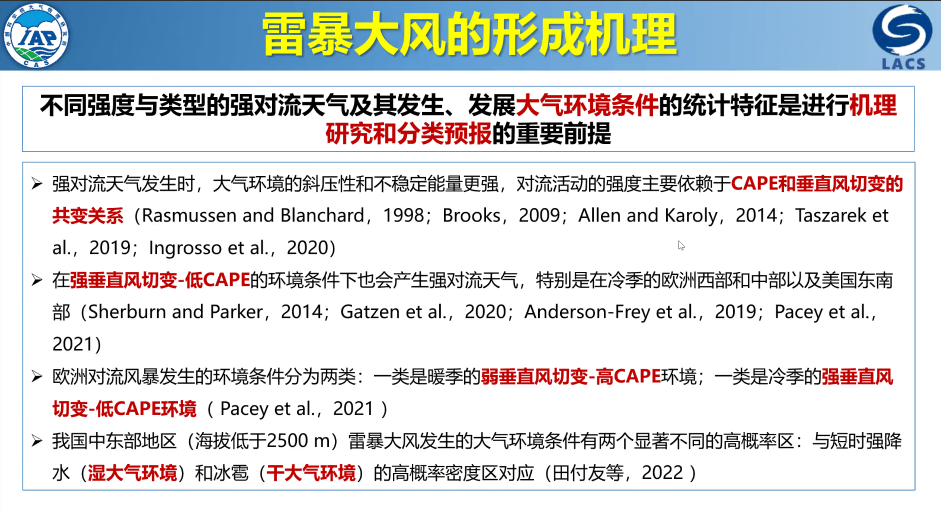 IAP
CAS
雷暴大风的形成机理
LACS
不同强度与类型的强对流天气及其发生、发展大气环境条件的统计特征是进行机理
研究和分类预报的重要前提
➢ 强对流天气发生时，大气环境的斜压性和不稳定能量更强，对流活动的强度主要依赖于CAPE和垂直风切变的
共变关系（Rasmussen and Blanchard，1998；Brooks，2009；Allen and Karoly，2014；Taszarek et
al.，2019；Ingrosso et al.，2020）
➢ 在强垂直风切变-低CAPE的环境条件下也会产生强对流天气，特别是在冷季的欧洲西部和中部以及美国东南
部（Sherburn and Parker，2014；Gatzen et al.，2020；Anderson-Frey et al.，2019；Pacey et al.，
2021）
➢ 欧洲对流风暴发生的环境条件分为两类：一类是暖季的弱垂直风切变-高CAPE环境；一类是冷季的强垂直风
切变-低CAPE环境（ Pacey et al.，2021 ）
➢ 我国中东部地区（海拔低于2500 m）雷暴大风发生的大气环境条件有两个显著不同的高概率区：与短时强降
水（湿大气环境）和冰雹（干大气环境）的高概率密度区对应（田付友等，2022 ）